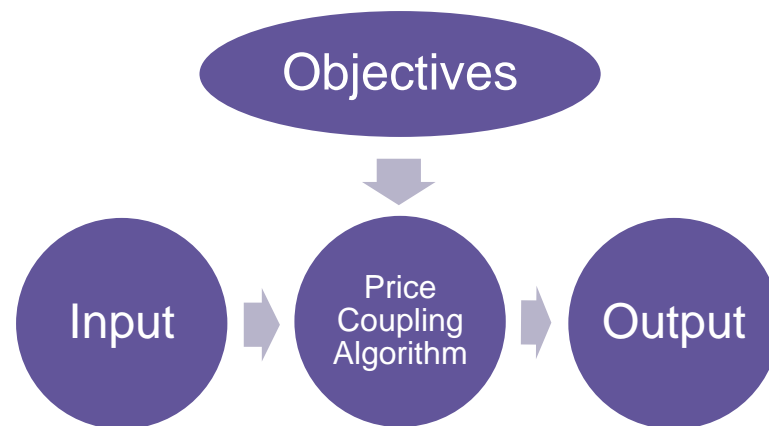 Objectives
Input
Price
Coupling
Algorithm
Output